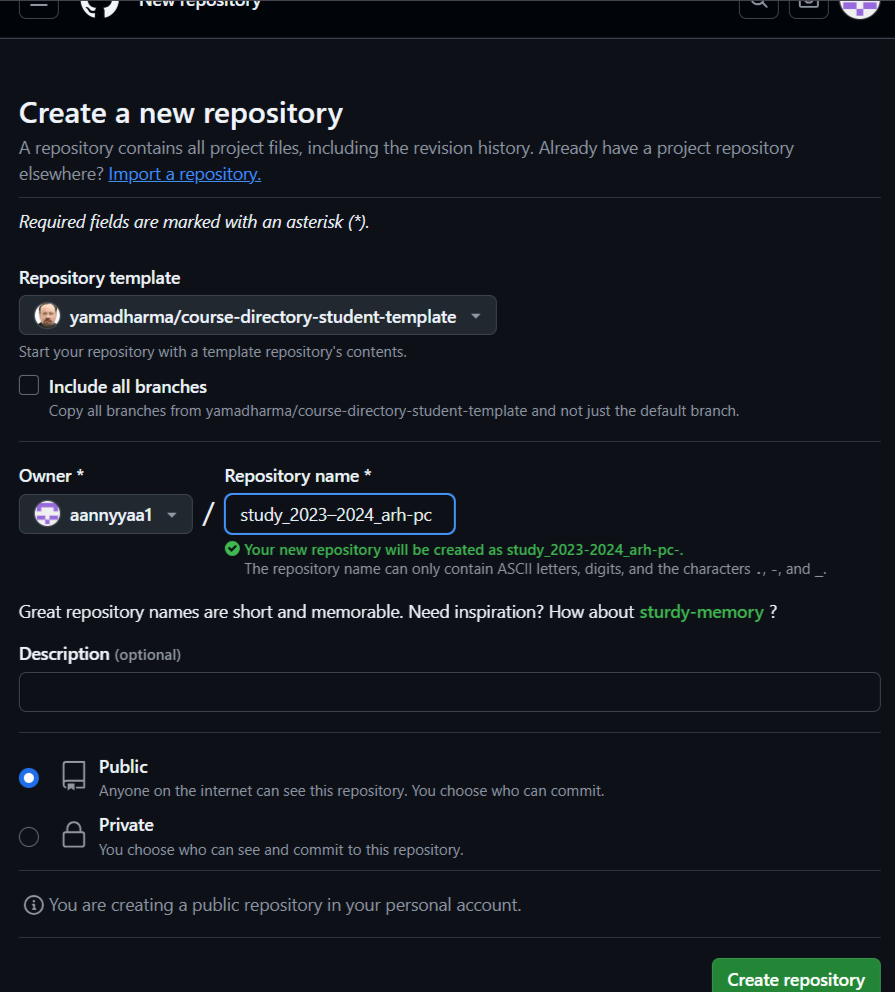 New repository
Create a new repository
A repository contains all project files, including the revision history. Already have a project repository
elsewhere? Import a repository.
Required fields are marked with an asterisk (*).
Repository template
yamadharma/course-directory-student-template
Start your repository with a template repository's contents.
Include all branches
Copy all branches from yamadharma/course-directory-student-template and not just the default branch.
Owner * Repository name *
aannyyaa1 / study_2023–2024_arh-pc
Your new repository will be created as study_2023-2024_arh-pc-.
The repository name can only contain ASCII letters, digits, and the characters ., -, and _.
Great repository names are short and memorable. Need inspiration? How about sturdy-memory ?
Description (optional)
Public
Anyone on the internet can see this repository. You choose who can commit.
Private
You choose who can see and commit to this repository.
You are creating a public repository in your personal account.
Create repository